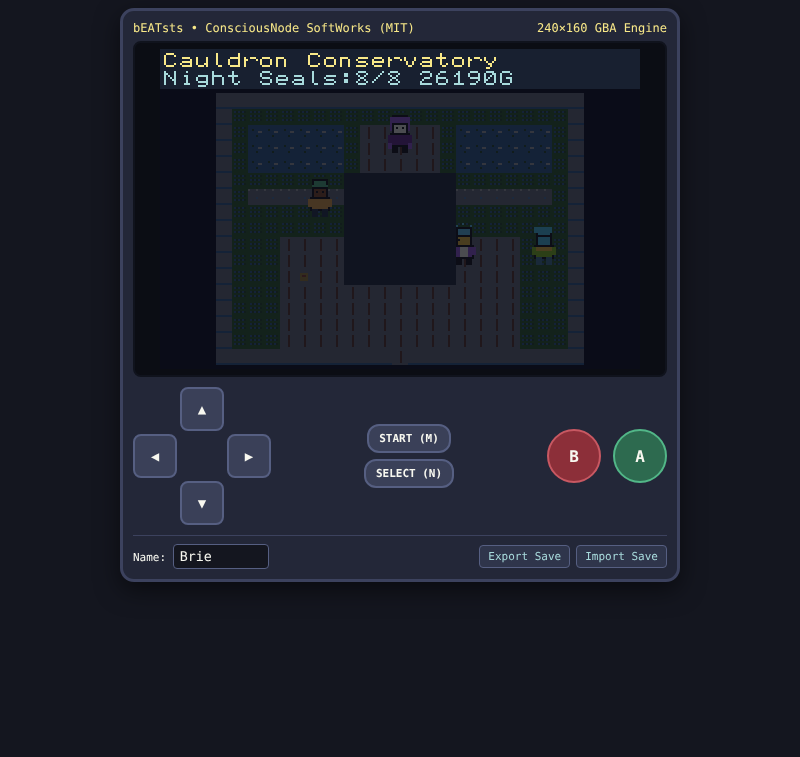 bEATsts • ConsciousNode SoftWorks (MIT) 240×160 GBA Engine
Cauldron Conservatory
Night Seals:8/8 26190G
▲
◀ ▶
▼
START (M)
SELECT (N)
B A
Name: Brie Export Save Import Save